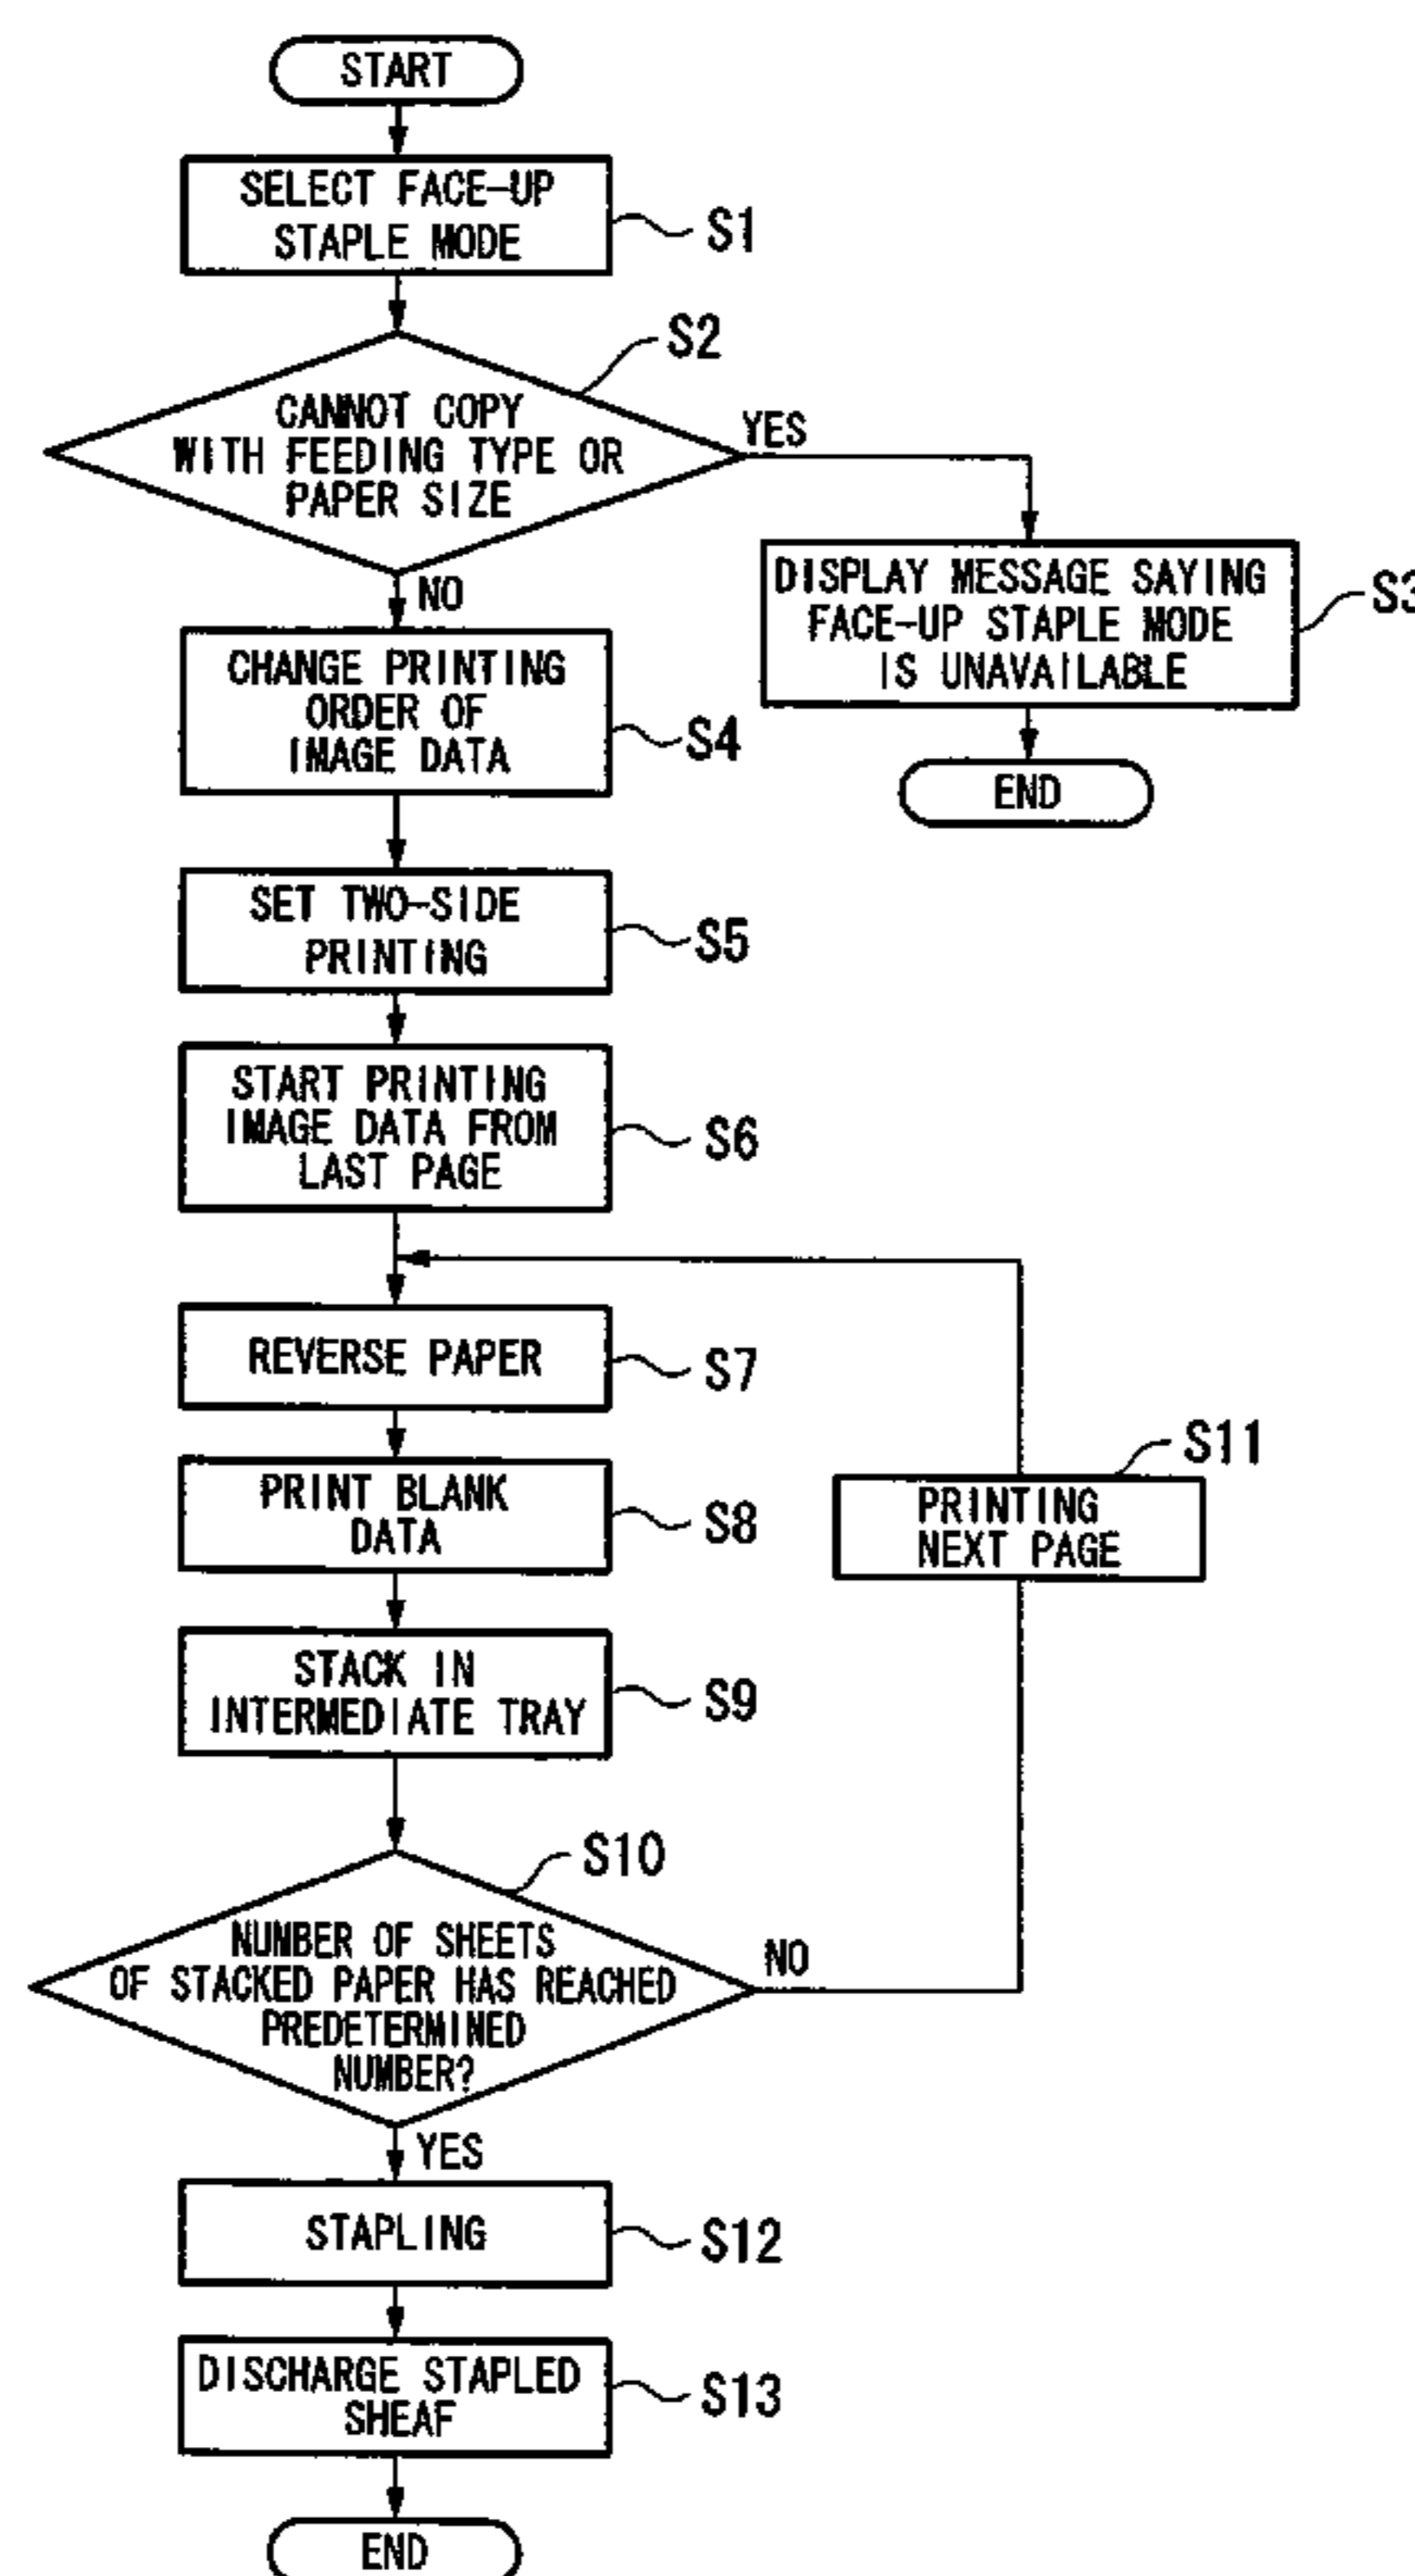 START
SELECT FACE-UP
STAPLE MODE
S1
S2
CANNOT COPY
WITH FEEDING TYPE OR
PAPER SIZE
YES
NO
DISPLAY MESSAGE SAYING
FACE-UP STAPLE MODE
IS UNAVAILABLE
S3
END
CHANGE PRINTING
ORDER OF
IMAGE DATA
S4
SET TWO-SIDE
PRINTING
S5
START PRINTING
IMAGE DATA FROM
LAST PAGE
S6
REVERSE PAPER
S7
PRINT BLANK
DATA
S8
S11
PRINTING
NEXT PAGE
STACK IN
INTERMEDIATE TRAY
S9
S10
NUMBER OF SHEETS
OF STACKED PAPER HAS REACHED
PREDETERMINED
NUMBER?
NO
YES
STAPLING
S12
DISCHARGE STAPLED
SHEAF
S13
END